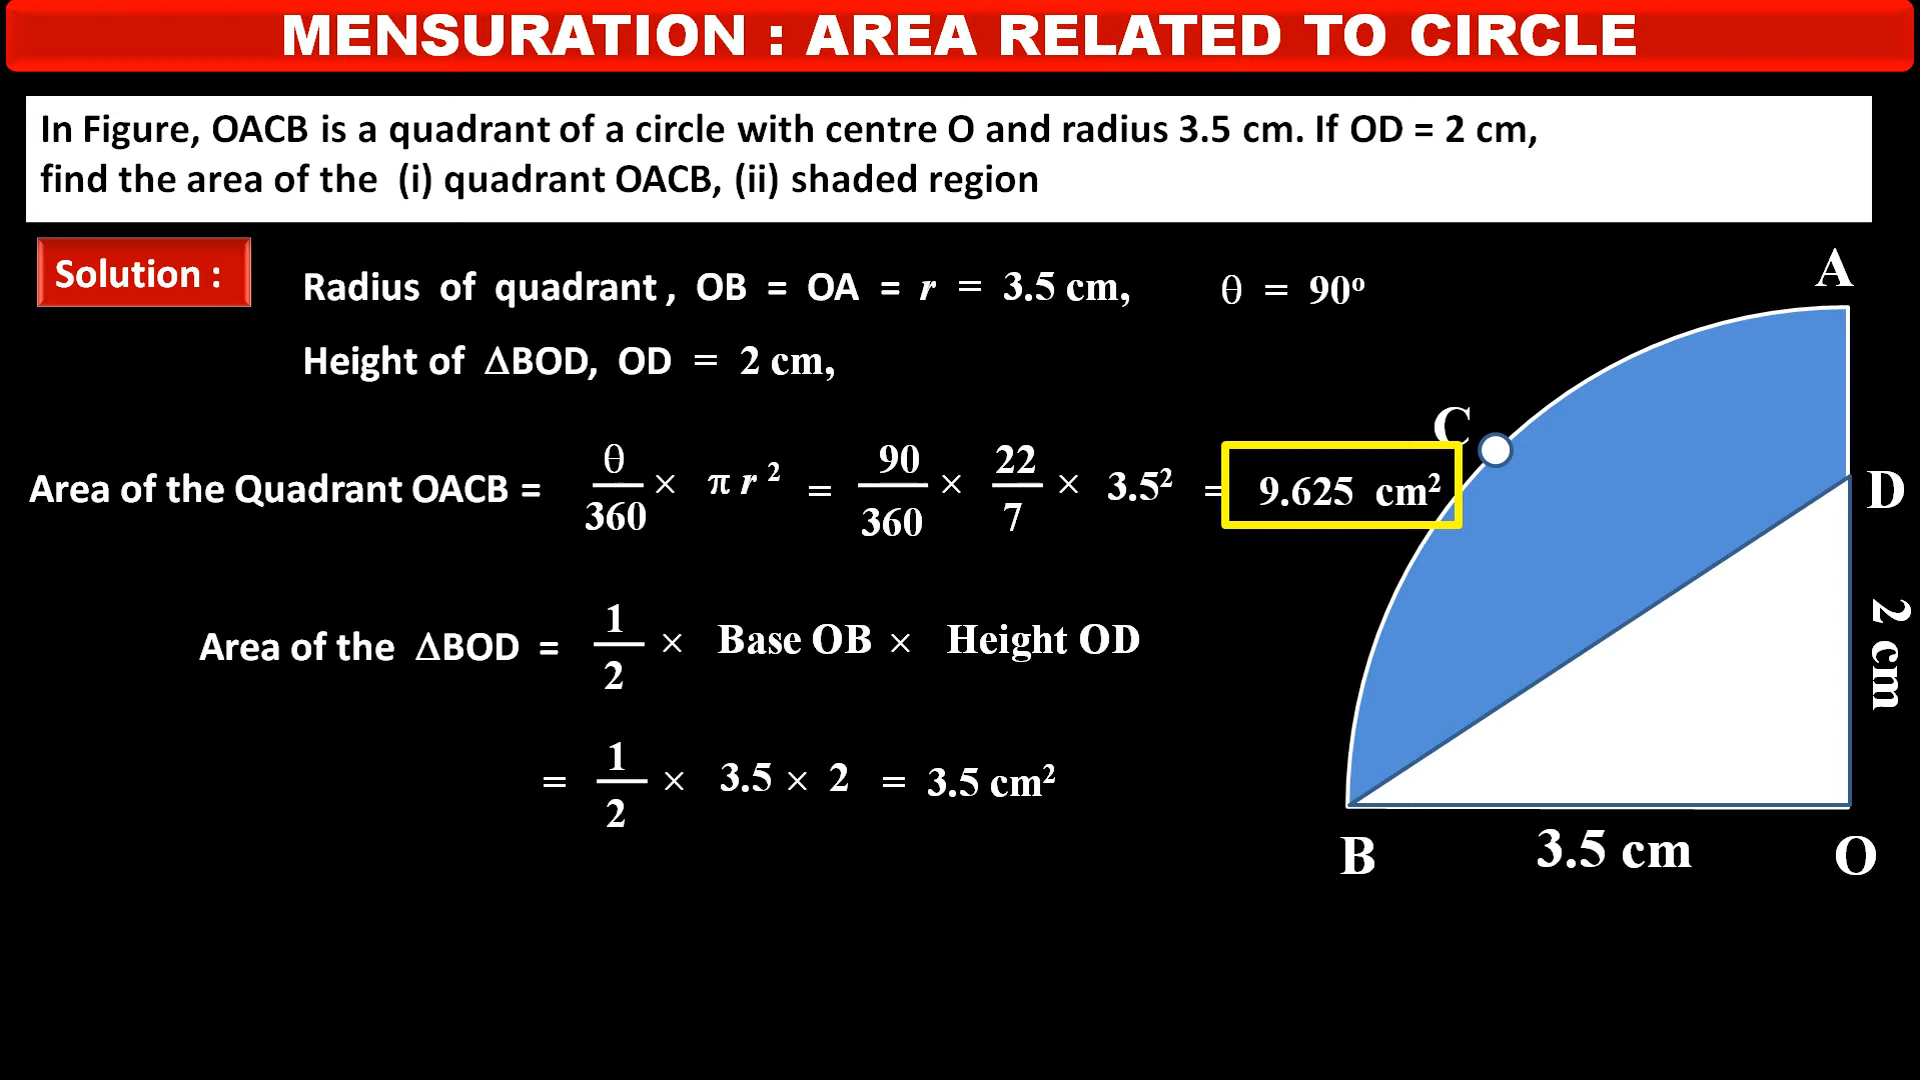 MENSURATION : AREA RELATED TO CIRCLE
In Figure, OACB is a quadrant of a circle with centre O and radius 3.5 cm. If OD = 2 cm,
find the area of the (i) quadrant OACB, (ii) shaded region
Solution :
Radius of quadrant , OB = OA = r = 3.5 cm, θ = 90º
Height of ΔBOD, OD = 2 cm,
Area of the Quadrant OACB = θ/360 × π r² = 90/360 × 22/7 × 3.5² = 9.625 cm²
Area of the ΔBOD = 1/2 × Base OB × Height OD
= 1/2 × 3.5 × 2 = 3.5 cm²
A
C
D
2 cm
B
3.5 cm
O